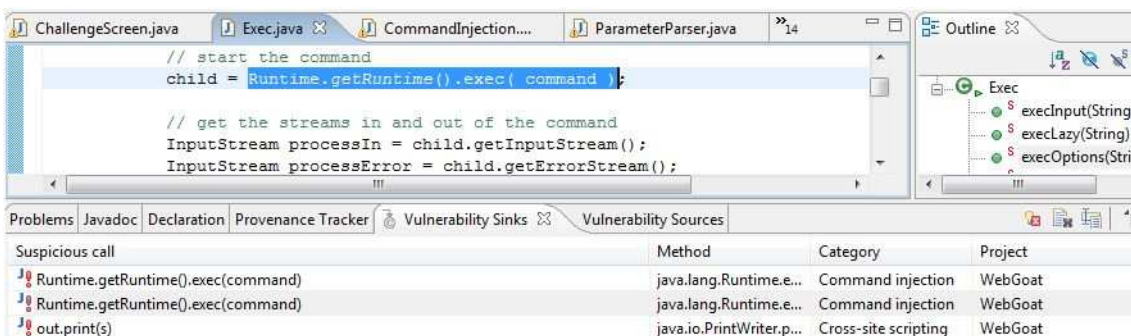 ChallengeScreen.java Exec.java CommandInjection.... ParameterParser.java »14 Outline
// start the command
child = Runtime.getRuntime().exec( command );
// get the streams in and out of the command
InputStream processIn = child.getInputStream();
InputStream processError = child.getErrorStream();
Exec
execInput(String
execLazy(String)
execOptions(Stri
Problems Javadoc Declaration Provenance Tracker Vulnerability Sinks Vulnerability Sources
Suspicious call Method Category Project
Runtime.getRuntime().exec(command) java.lang.Runtime.e... Command injection WebGoat
Runtime.getRuntime().exec(command) java.lang.Runtime.e... Command injection WebGoat
out.print(s) java.io.PrintWriter.p... Cross-site scripting WebGoat